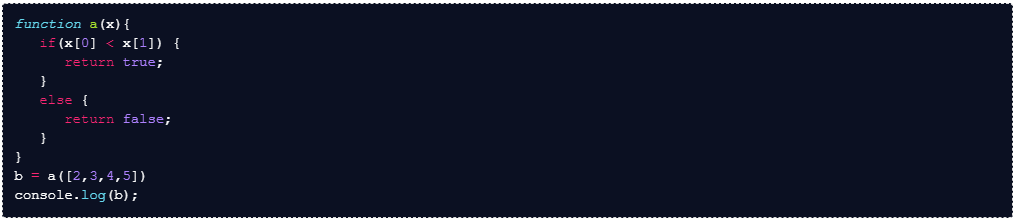 function a(x){
   if(x[0] < x[1]) {
      return true;
   }
   else {
      return false;
   }
}
b = a([2,3,4,5])
console.log(b);